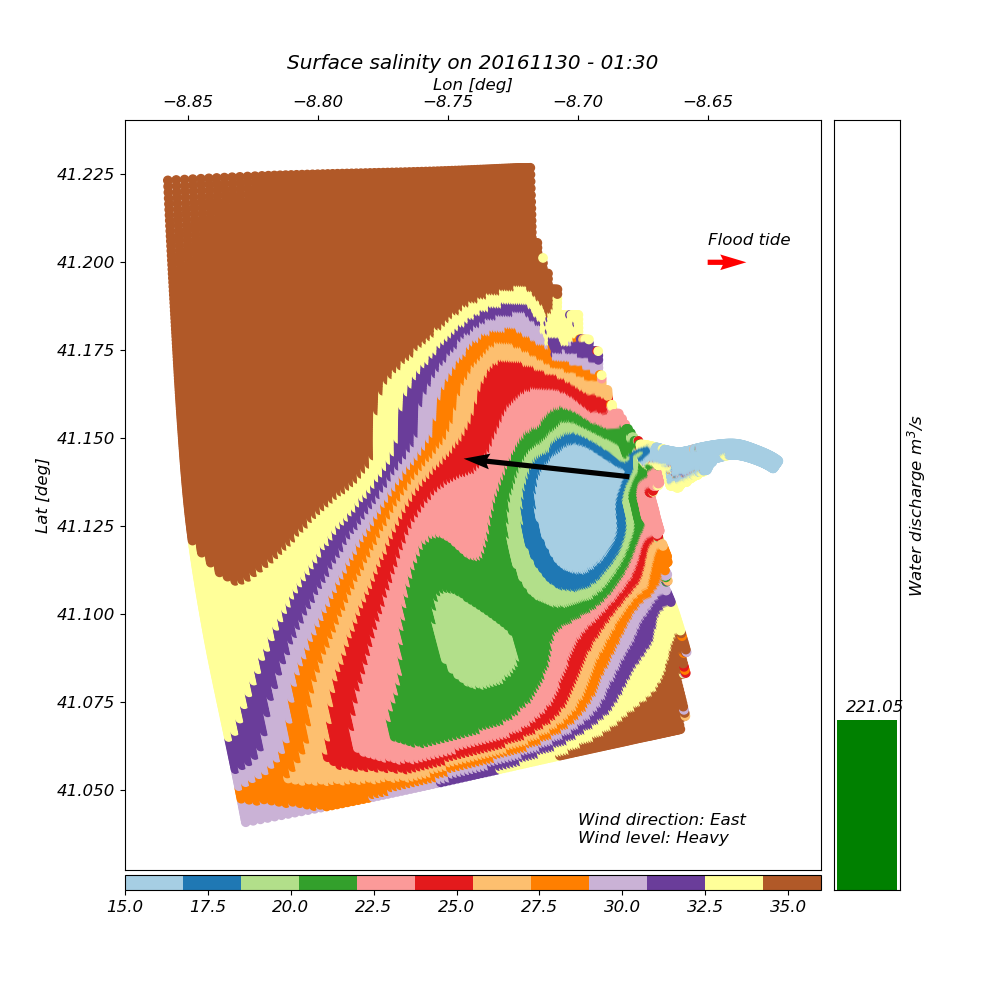 Surface salinity on 20161130 - 01:30
Lon [deg]
−8.85 −8.80 −8.75 −8.70 −8.65
41.225
41.200
41.175
41.150
41.125
41.100
41.075
41.050
Lat [deg]
Flood tide
Wind direction: East
Wind level: Heavy
221.05
Water discharge m³/s
15.0 17.5 20.0 22.5 25.0 27.5 30.0 32.5 35.0